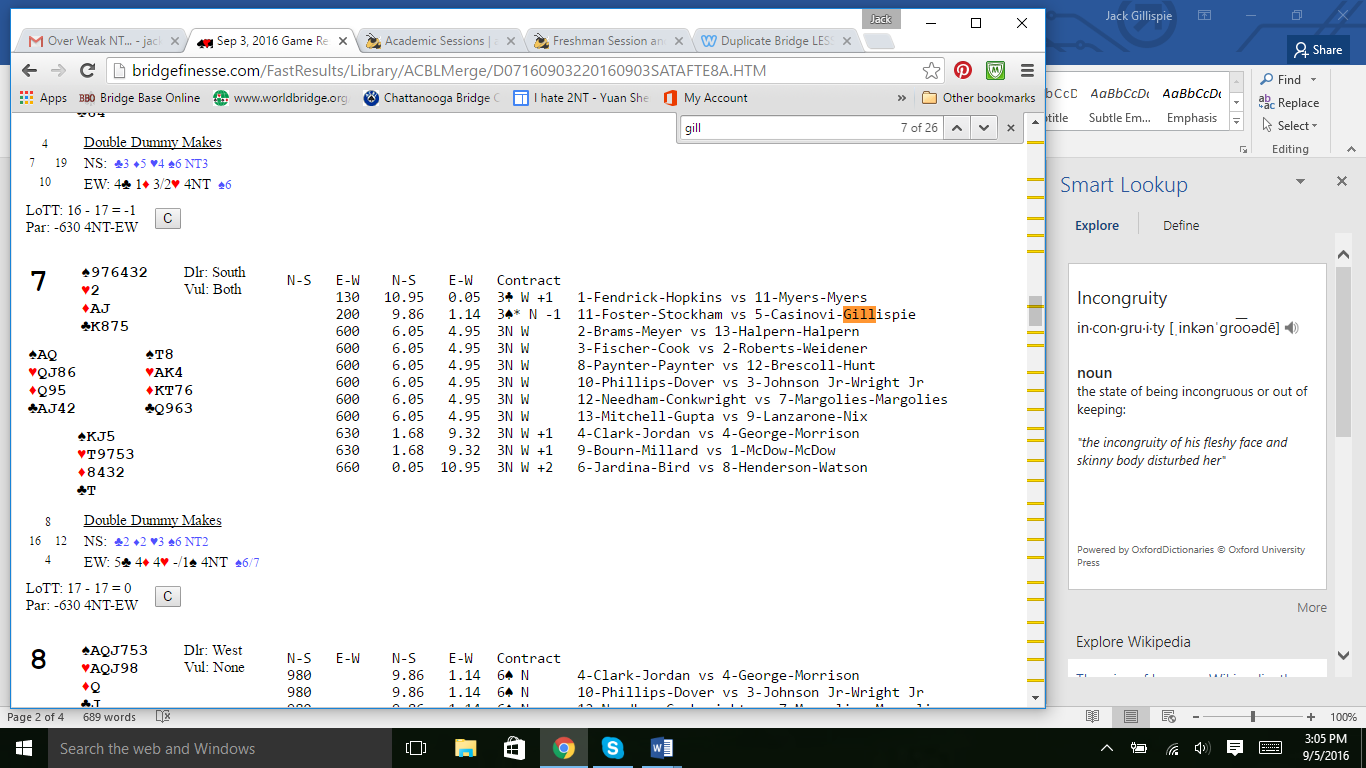 Jack Gillispie
Jack
Over Weak NT... - jac
Sep 3, 2016 Game Re
Academic Sessions | a
Freshman Session and
Duplicate Bridge LESS
Share
bridgefinesse.com/FastResults/Library/ACBLMerge/D07160903220160903SATAFTE8A.HTM
Apps
BBO Bridge Base Online
www.worldbridge.org
Chattanooga Bridge C
I hate 2NT - Yuan She
My Account
»
Other bookmarks
gill
7 of 26
AaBbCcDc
AaBbCcDc
Subtle Em...
Emphasis
Find
Replace
Select
Editing
4
7 19
10
Double Dummy Makes
NS: ♣3 ♦5 ♥4 ♠6 NT3
EW: 4♣ 1♦ 3/2♥ 4NT ♠6
LoTT: 16 - 17 = -1
Par: -630 4NT-EW
C
7
♠976432
♥2
♦AJ
♣K875
Dlr: South
Vul: Both
♠AQ
♥QJ86
♦Q95
♣AJ42
♠T8
♥AK4
♦KT76
♣Q963
♠KJ5
♥T9753
♦8432
♣T
N-S E-W N-S E-W Contract
130 10.95 0.05 3♣ W +1 1-Fendrick-Hopkins vs 11-Myers-Myers
200 9.86 1.14 3♠* N -1 11-Foster-Stockham vs 5-Casinovi-Gillispie
600 6.05 4.95 3N W 2-Brams-Meyer vs 13-Halpern-Halpern
600 6.05 4.95 3N W 3-Fischer-Cook vs 2-Roberts-Weidener
600 6.05 4.95 3N W 8-Paynter-Paynter vs 12-Brescoll-Hunt
600 6.05 4.95 3N W 10-Phillips-Dover vs 3-Johnson Jr-Wright Jr
600 6.05 4.95 3N W 12-Needham-Conkwright vs 7-Margolies-Margolies
600 6.05 4.95 3N W 13-Mitchell-Gupta vs 9-Lanzarone-Nix
630 1.68 9.32 3N W +1 4-Clark-Jordan vs 4-George-Morrison
630 1.68 9.32 3N W +1 9-Bourn-Millard vs 1-McDow-McDow
660 0.05 10.95 3N W +2 6-Jardina-Bird vs 8-Henderson-Watson
8
16 12
4
Double Dummy Makes
NS: ♣2 ♦2 ♥3 ♠6 NT2
EW: 5♣ 4♦ 4♥ -/1♠ 4NT ♠6/7
LoTT: 17 - 17 = 0
Par: -630 4NT-EW
C
8
♠AQJ753
♥AQJ98
♦Q
Dlr: West
Vul: None
N-S E-W N-S E-W Contract
980 9.86 1.14 6♠ N 4-Clark-Jordan vs 4-George-Morrison
980 9.86 1.14 6♠ N 10-Phillips-Dover vs 3-Johnson Jr-Wright Jr
Smart Lookup
Explore
Define
Incongruity
in·con·gru·i·ty [ˌinkənˈɡro͞oədē]
noun
the state of being incongruous or out of
keeping:
"the incongruity of his fleshy face and
skinny body disturbed her"
Powered by OxfordDictionaries © Oxford University
Press
More
Explore Wikipedia
Page 2 of 4
689 words
100%
Search the web and Windows
3:05 PM
9/5/2016